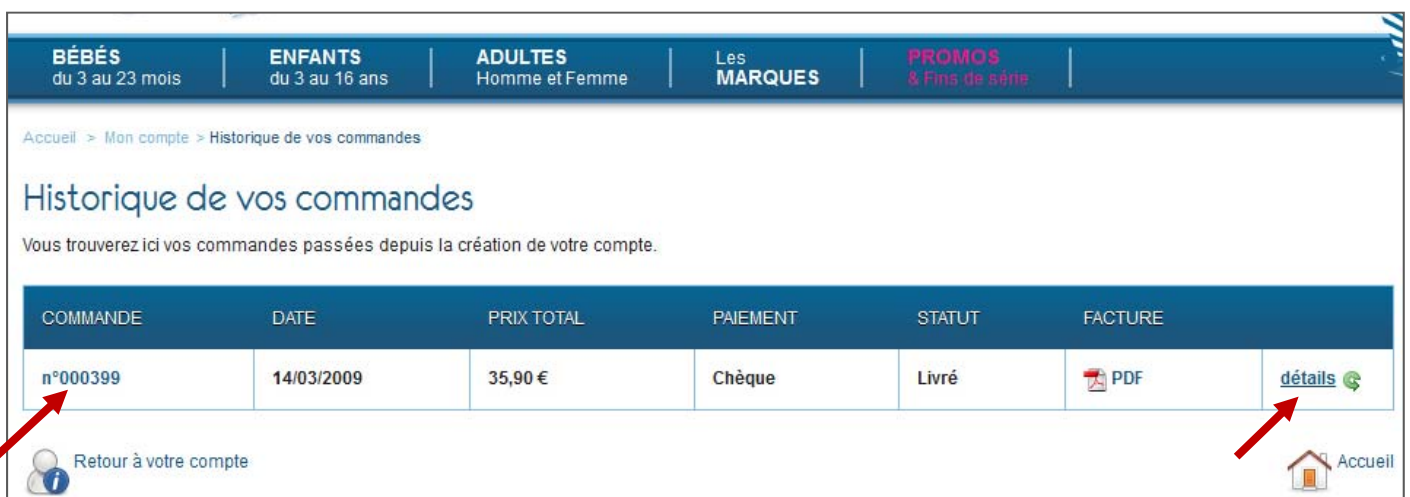 BÉBÉS
du 3 au 23 mois
ENFANTS
du 3 au 16 ans
ADULTES
Homme et Femme
Les
MARQUES
PROMOS
& Fins de série
Accueil > Mon compte > Historique de vos commandes
Historique de vos commandes
Vous trouverez ici vos commandes passées depuis la création de votre compte.
COMMANDE DATE PRIX TOTAL PAIEMENT STATUT FACTURE
n°000399 14/03/2009 35,90 € Chèque Livré PDF détails
Retour à votre compte
Accueil